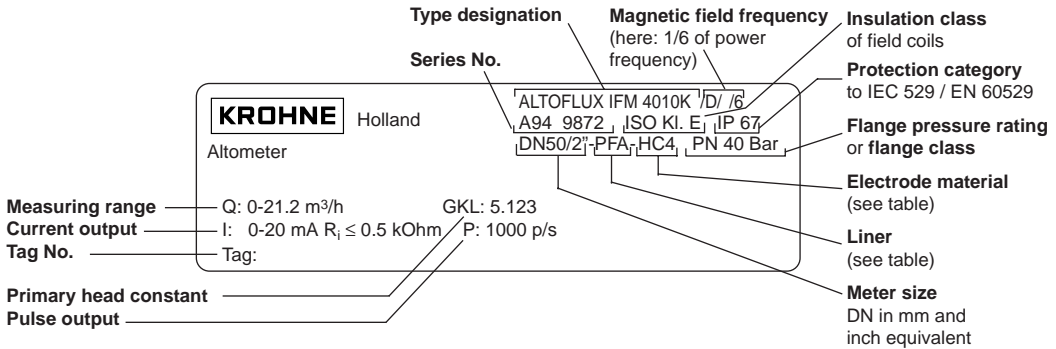 Type designation
Magnetic field frequency
(here: 1/6 of power
frequency)
Insulation class
of field coils
Series No.
Protection category
to IEC 529 / EN 60529
KROHNE Holland
ALTOFLUX IFM 4010K /D/ /6
A94 9872 ISO Kl. E IP 67
DN50/2"-PFA-HC4 PN 40 Bar
Flange pressure rating
or flange class
Altometer
Electrode material
(see table)
Measuring range
Q: 0-21.2 m³/h GKL: 5.123
Current output
I: 0-20 mA Ri ≤ 0.5 kOhm P: 1000 p/s
Tag No.
Tag:
Liner
(see table)
Primary head constant
Pulse output
Meter size
DN in mm and
inch equivalent